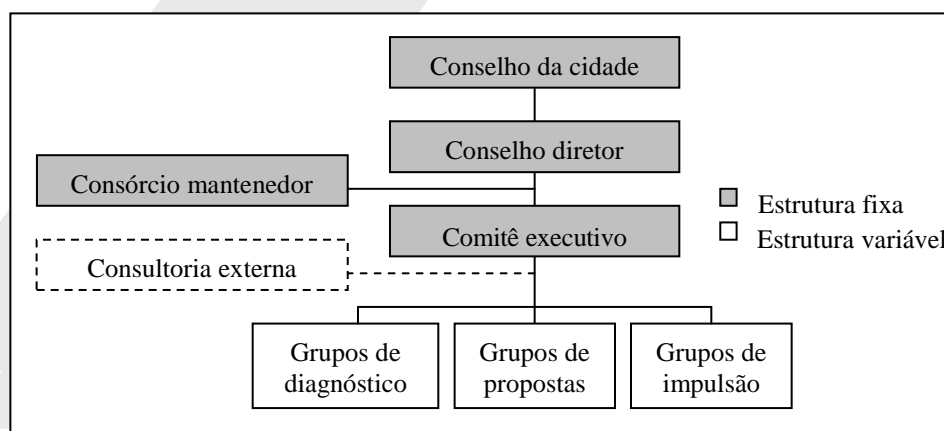 Conselho da cidade
Conselho diretor
Consórcio mantenedor
Estrutura fixa
Comitê executivo
Estrutura variável
Consultoria externa
Grupos de
diagnóstico
Grupos de
propostas
Grupos de
impulsão